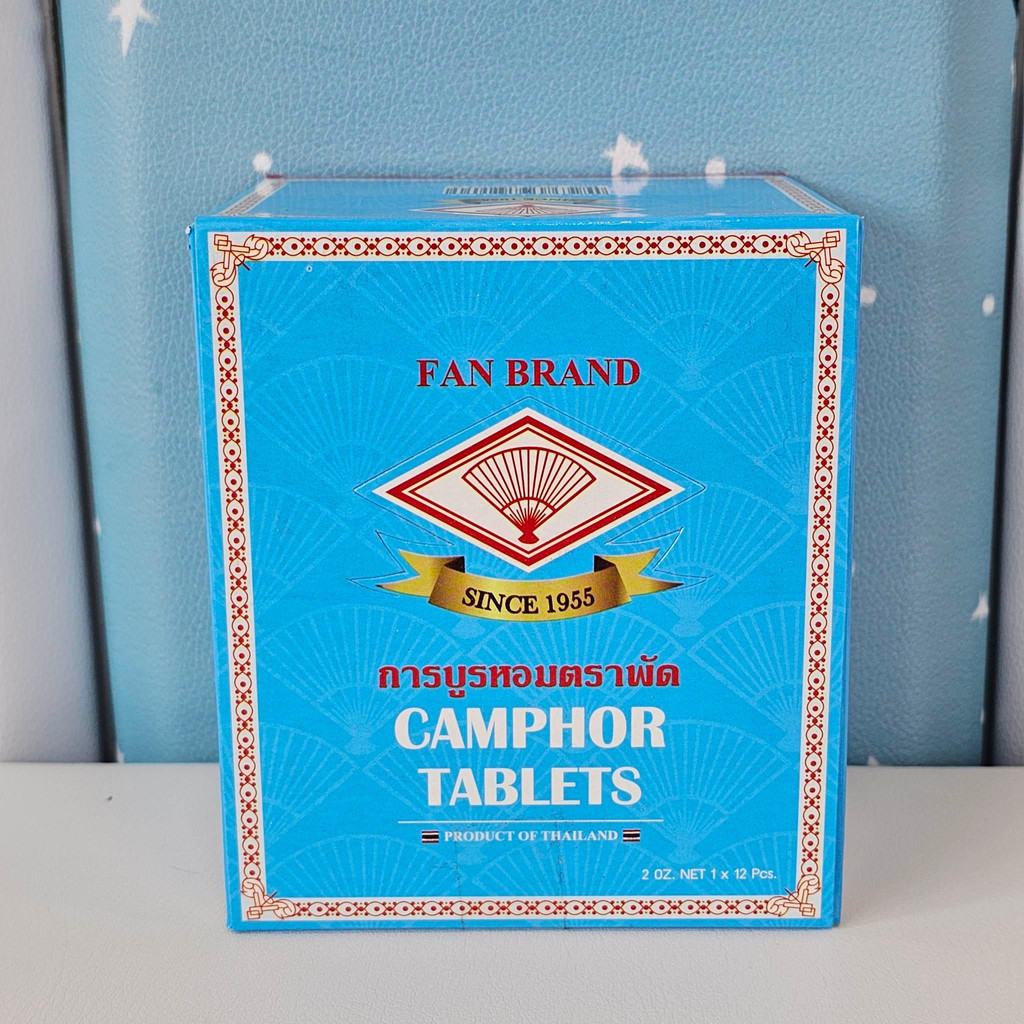 FAN BRAND
SINCE 1955
การบูรหอมตราพัด
CAMPHOR
TABLETS
PRODUCT OF THAILAND
2 OZ. NET 1 x 12 Pcs.